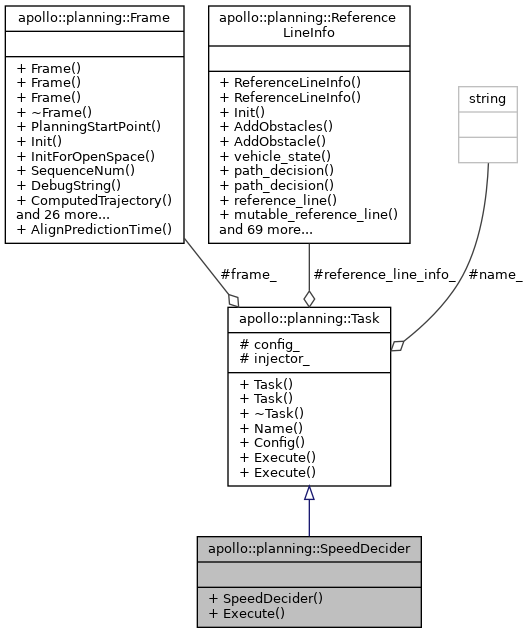 apollo::planning::Frame
+ Frame()
+ Frame()
+ Frame()
+ ~Frame()
+ PlanningStartPoint()
+ Init()
+ InitForOpenSpace()
+ SequenceNum()
+ DebugString()
+ ComputedTrajectory()
and 26 more...
+ AlignPredictionTime()
apollo::planning::Reference
LineInfo
+ ReferenceLineInfo()
+ ReferenceLineInfo()
+ Init()
+ AddObstacles()
+ AddObstacle()
+ vehicle_state()
+ path_decision()
+ path_decision()
+ reference_line()
+ mutable_reference_line()
and 69 more...
string
#frame_
#reference_line_info_
#name_
apollo::planning::Task
# config_
# injector_
+ Task()
+ Task()
+ ~Task()
+ Name()
+ Config()
+ Execute()
+ Execute()
apollo::planning::SpeedDecider
+ SpeedDecider()
+ Execute()